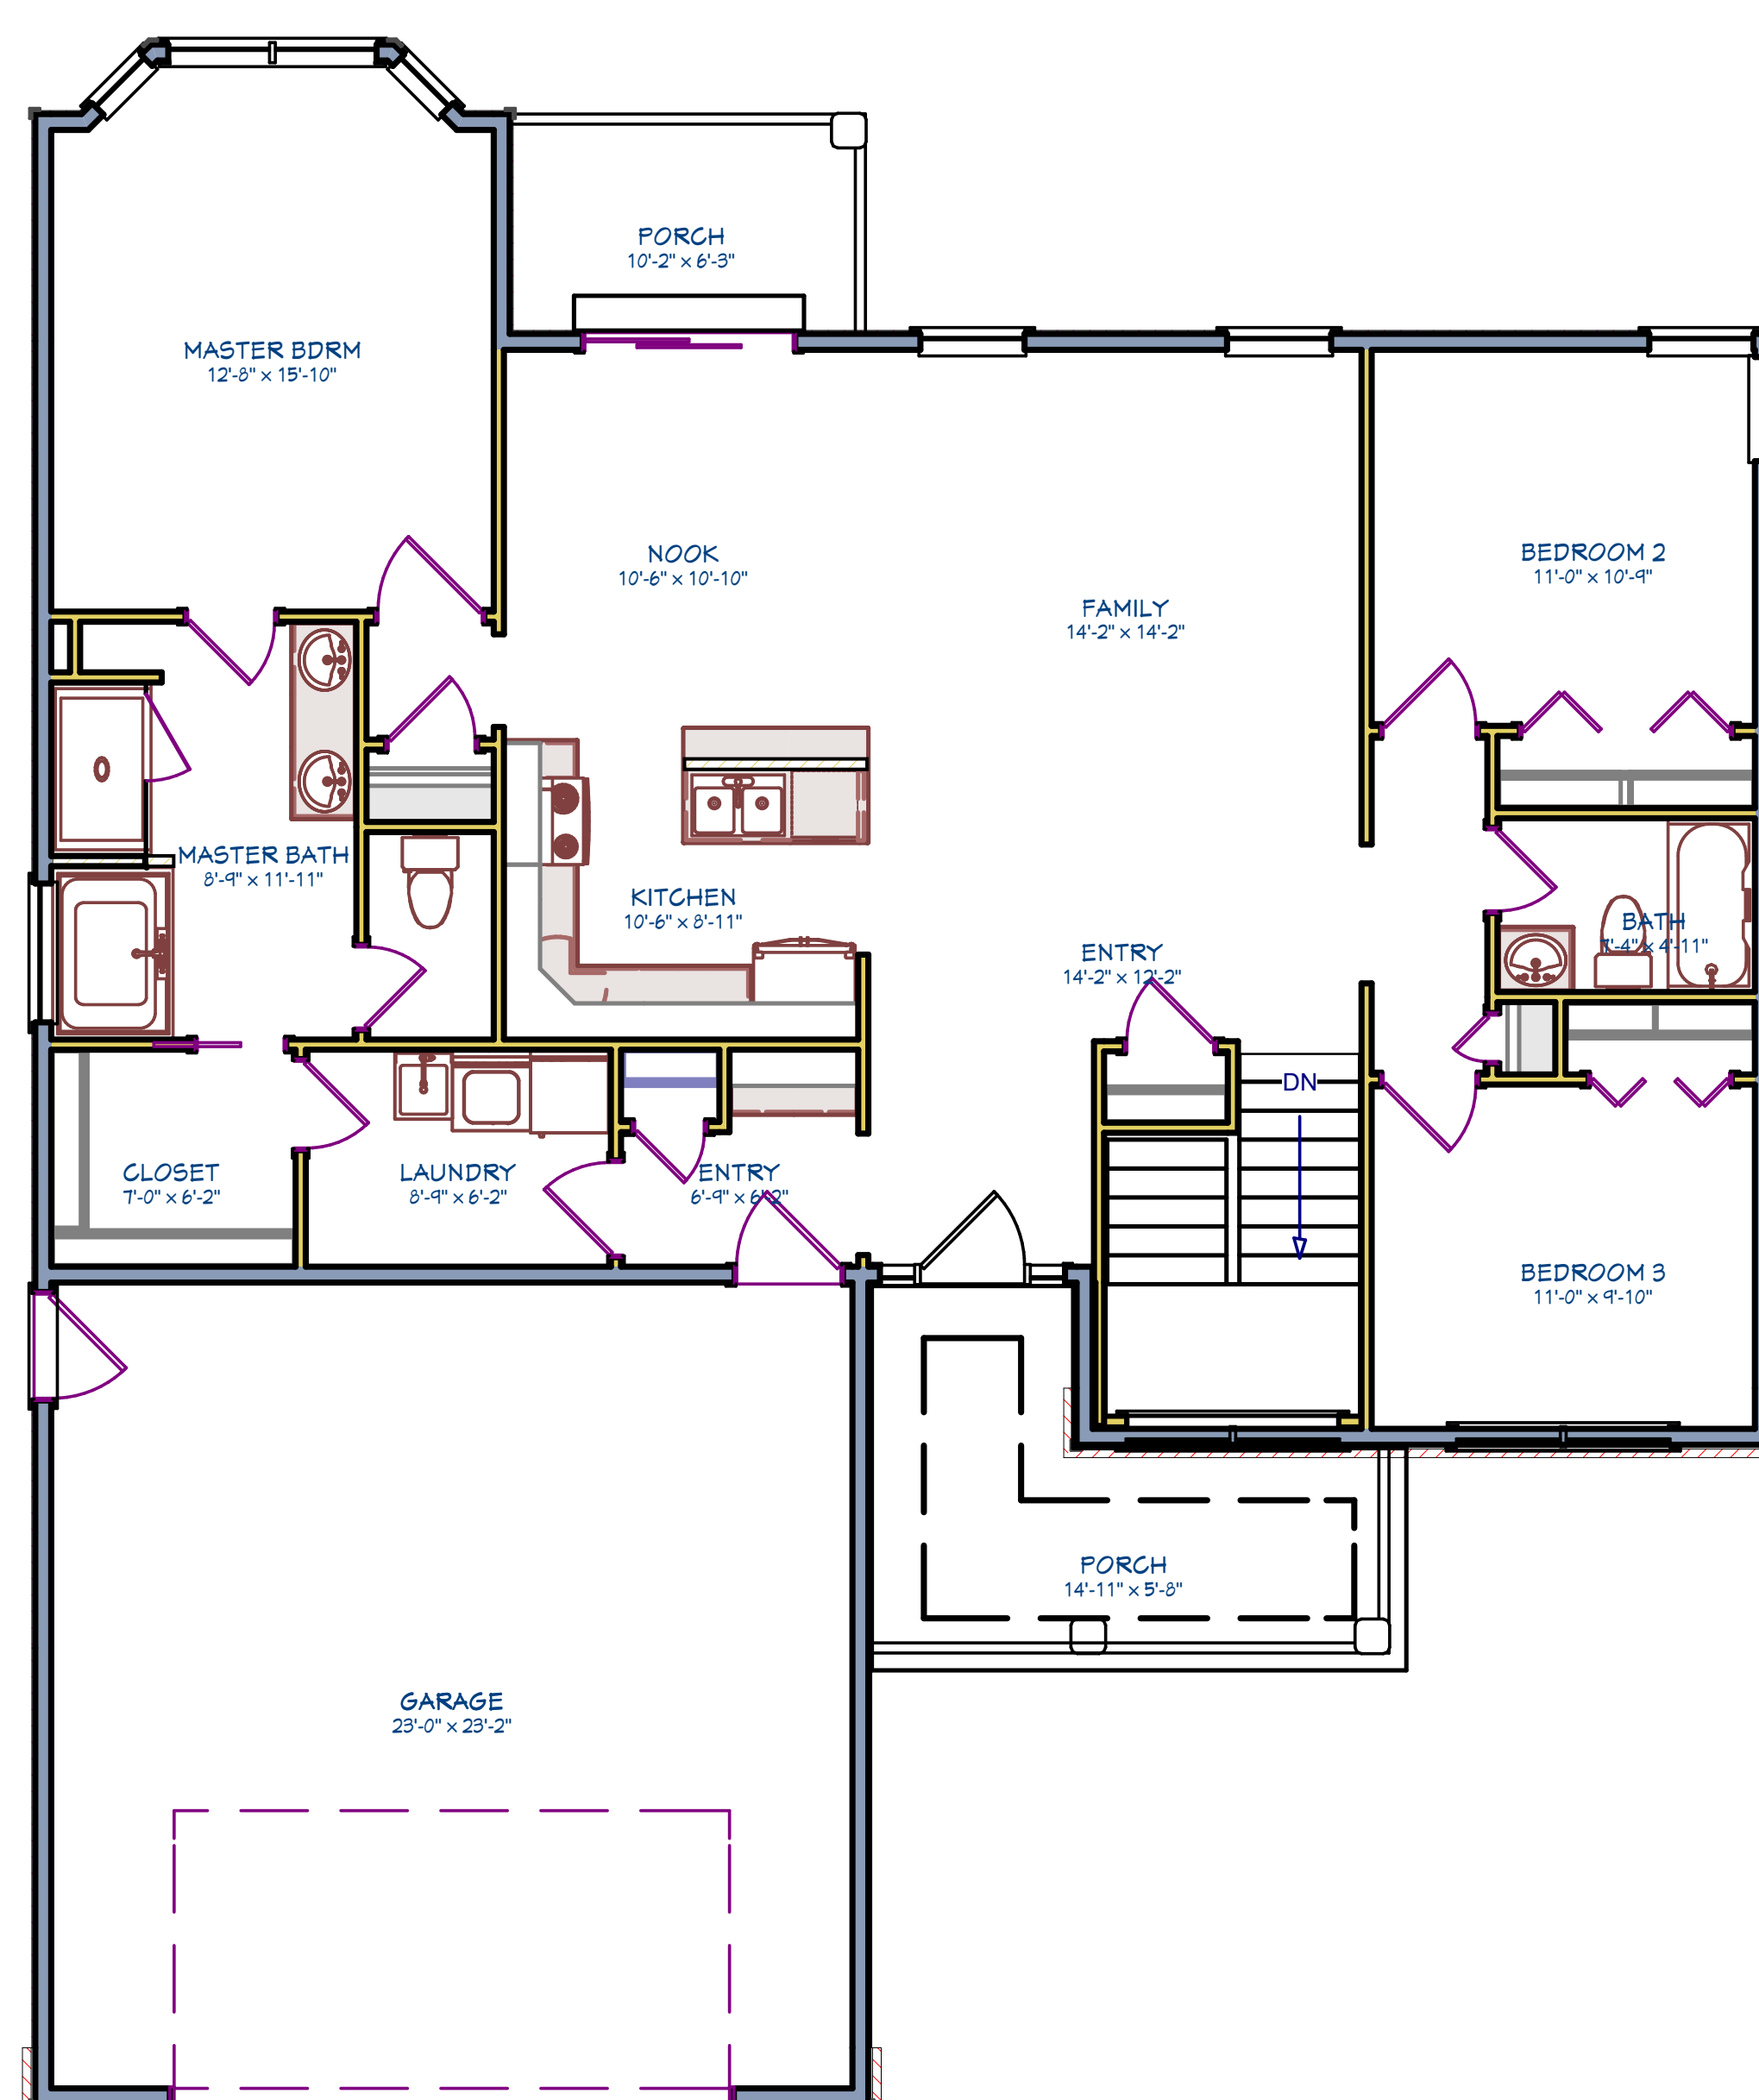 PORCH
10'-2" x 6'-3"
MASTER BDRM
12'-8" x 15'-10"
NOOK
10'-6" x 10'-10"
BEDROOM 2
11'-0" x 10'-9"
FAMILY
14'-2" x 14'-2"
MASTER BATH
8'-9" x 11'-11"
KITCHEN
10'-6" x 8'-11"
BATH
7'-4" x 4'-11"
ENTRY
14'-2" x 12'-2"
DN
CLOSET
7'-0" x 6'-2"
LAUNDRY
8'-9" x 6'-2"
ENTRY
6'-9" x 6'-2"
BEDROOM 3
11'-0" x 9'-10"
PORCH
14'-11" x 5'-8"
GARAGE
23'-0" x 23'-2"